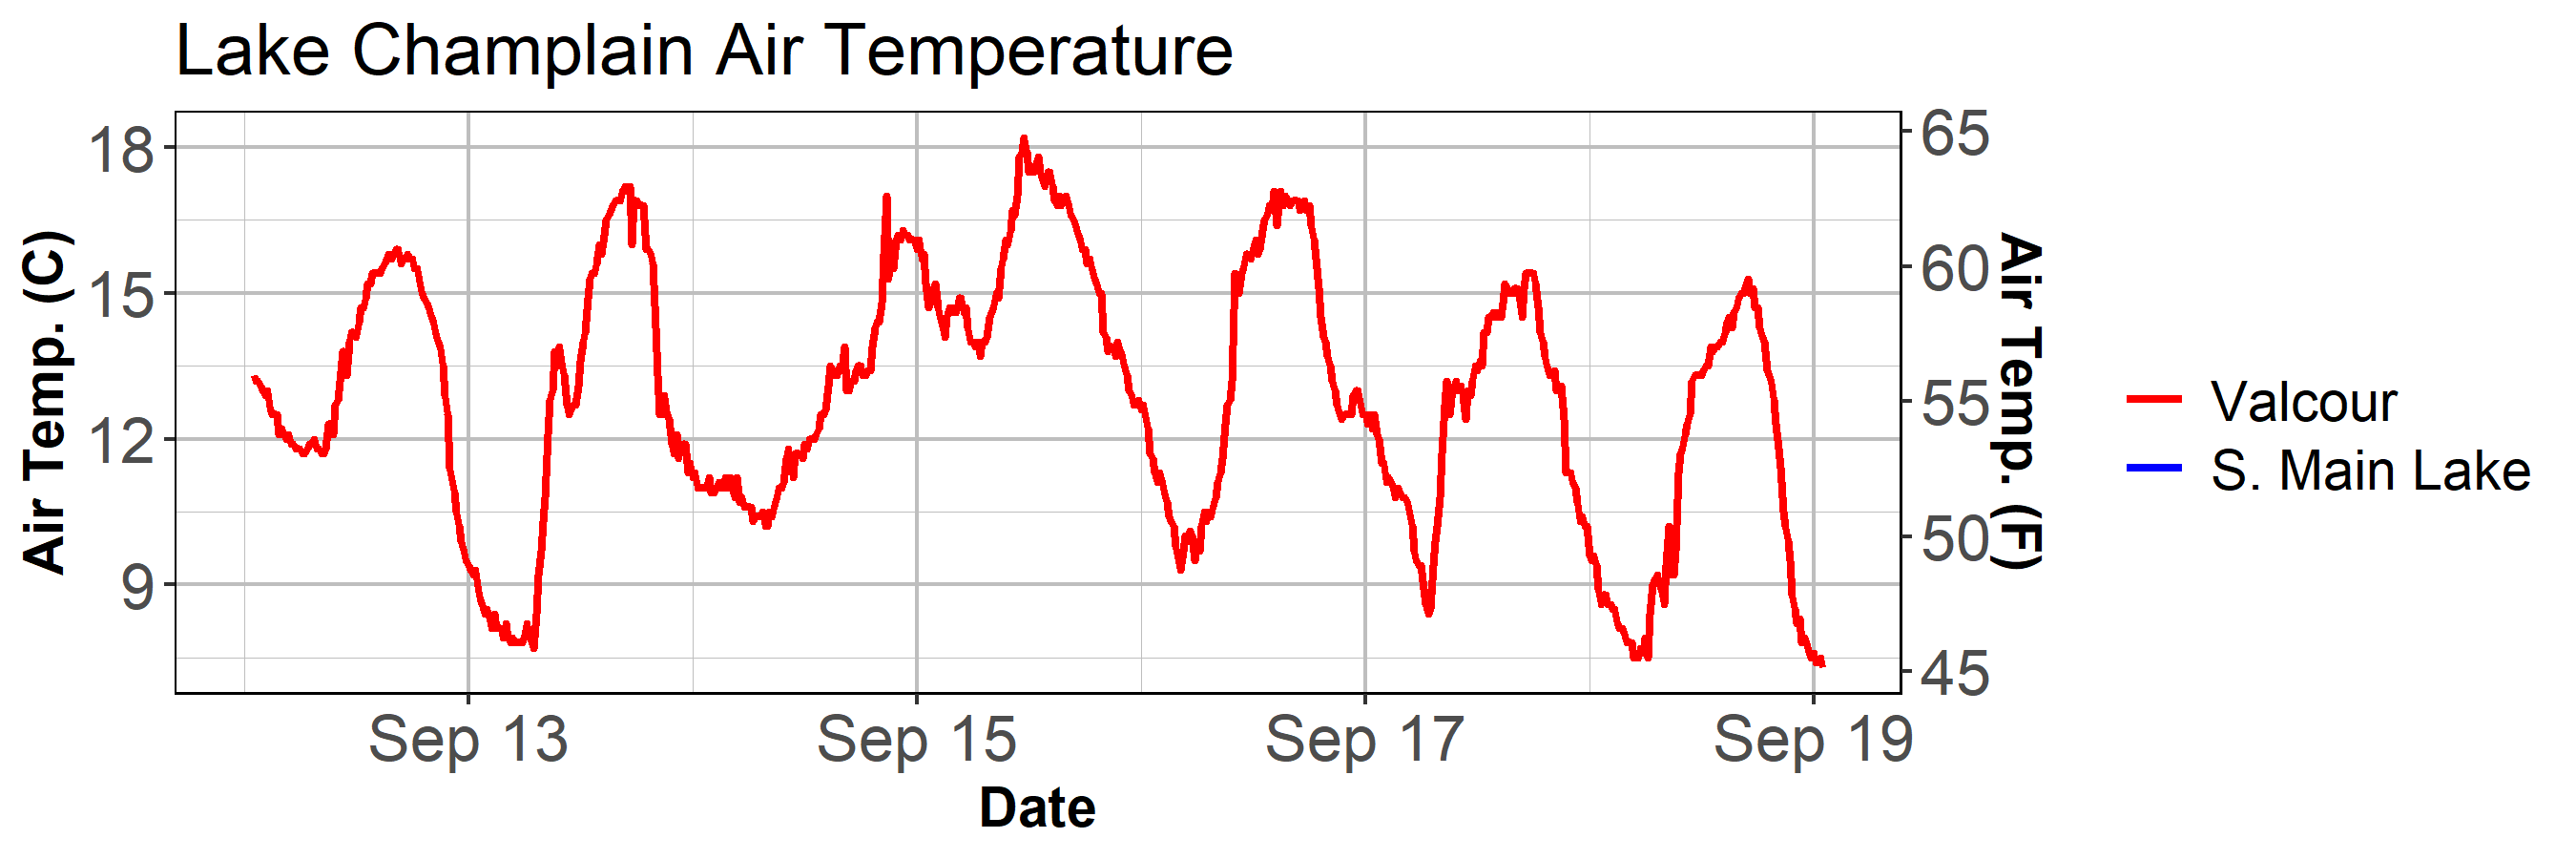 Lake Champlain Air Temperature
Air Temp. (C)
18
15
12
9
65
60
55
50
45
Air Temp. (F)
Sep 13
Sep 15
Sep 17
Sep 19
Date
Valcour
S. Main Lake